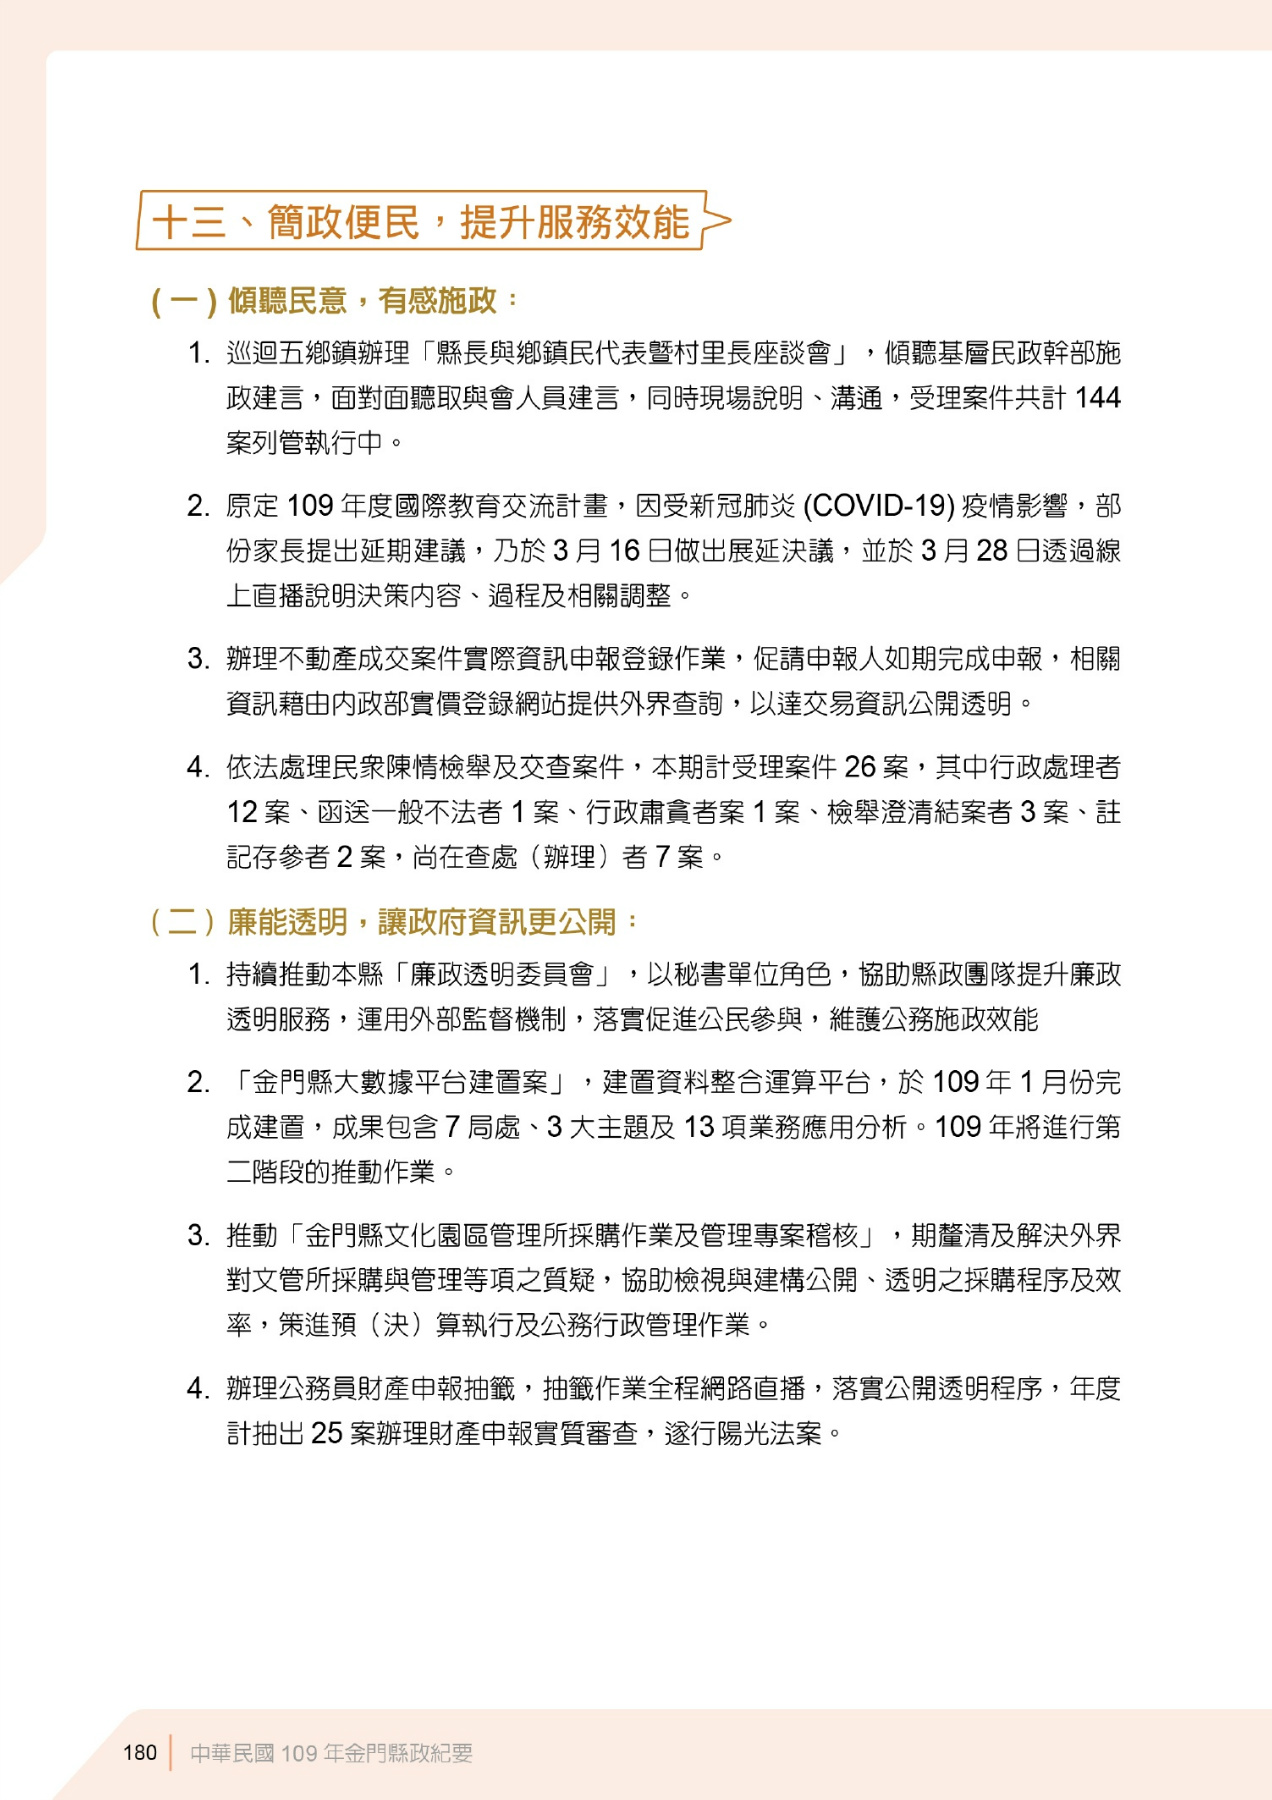 十三、簡政便民，提升服務效能
(一) 傾聽民意，有感施政：
1. 巡迴五鄉鎮辦理「縣長與鄉鎮民代表暨村里長座談會」，傾聽基層民政幹部施
政建言，面對面聽取與會人員建言，同時現場說明、溝通，受理案件共計 144
案列管執行中。
2. 原定 109 年度國際教育交流計畫，因受新冠肺炎 (COVID-19) 疫情影響，部
份家長提出延期建議，乃於 3 月 16 日做出展延決議，並於 3 月 28 日透過線
上直播說明決策內容、過程及相關調整。
3. 辦理不動產成交案件實際資訊申報登錄作業，促請申報人如期完成申報，相關
資訊藉由內政部實價登錄網站提供外界查詢，以達交易資訊公開透明。
4. 依法處理民眾陳情檢舉及交查案件，本期計受理案件 26 案，其中行政處理者
12 案、函送一般不法者 1 案、行政肅貪者案 1 案、檢舉澄清結案者 3 案、註
記存參者 2 案，尚在查處（辦理）者 7 案。
(二) 廉能透明，讓政府資訊更公開：
1. 持續推動本縣「廉政透明委員會」，以秘書單位角色，協助縣政團隊提升廉政
透明服務，運用外部監督機制，落實促進公民參與，維護公務施政效能
2. 「金門縣大數據平台建置案」，建置資料整合運算平台，於 109 年 1 月份完
成建置，成果包含 7 局處、3 大主題及 13 項業務應用分析。109 年將進行第
二階段的推動作業。
3. 推動「金門縣文化園區管理所採購作業及管理專案稽核」，期釐清及解決外界
對文管所採購與管理等項之質疑，協助檢視與建構公開、透明之採購程序及效
率，策進預（決）算執行及公務行政管理作業。
4. 辦理公務員財產申報抽籤，抽籤作業全程網路直播，落實公開透明程序，年度
計抽出 25 案辦理財產申報實質審查，遂行陽光法案。
180 中華民國 109 年金門縣政紀要